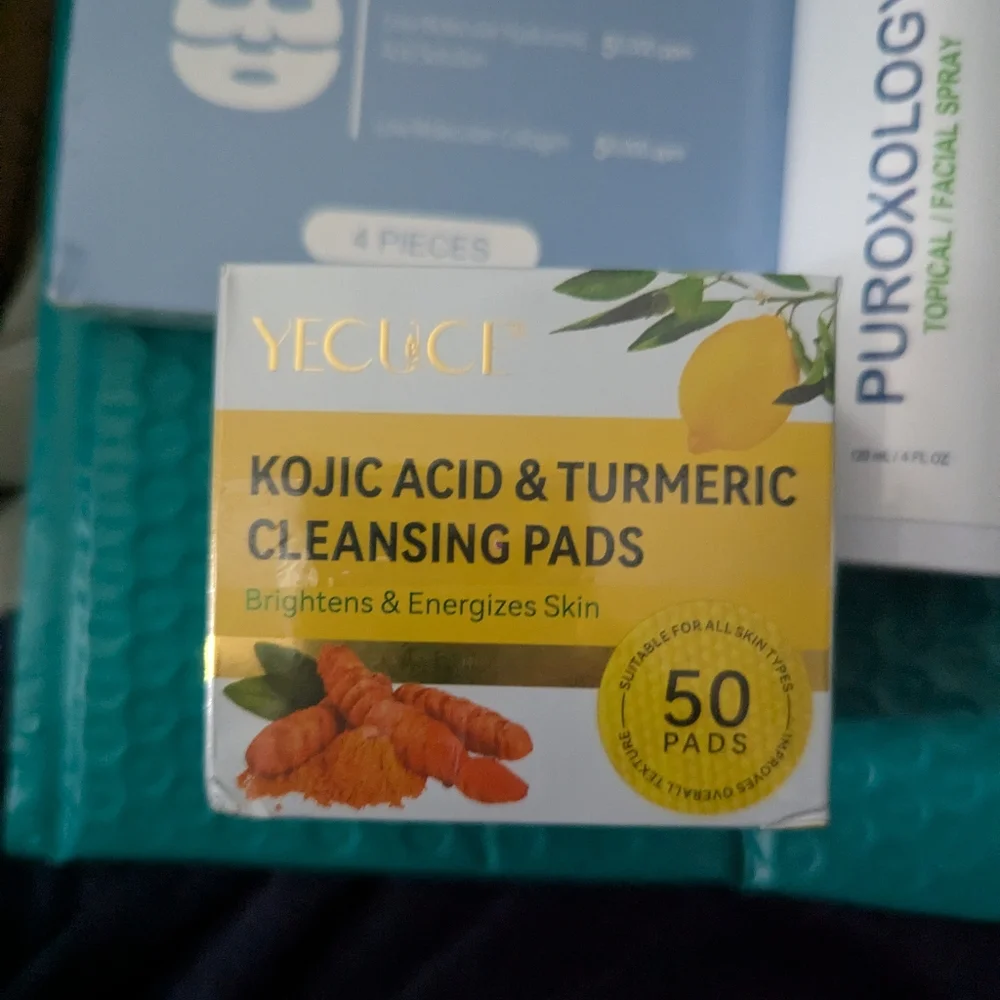 4 PIECES
PUROXOLOGY
TOPICAL / FACIAL SPRAY
120 mL / 4 FL OZ
YECUCE™
KOJIC ACID & TURMERIC
CLEANSING PADS
Brightens & Energizes Skin
SUITABLE FOR ALL SKIN TYPES
50
PADS
IMPROVES OVERALL TEXTURE